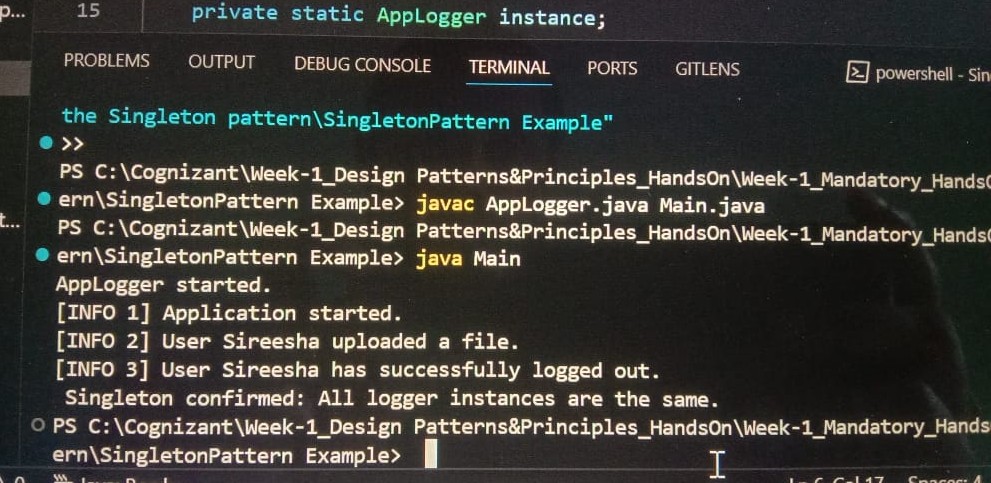 15 private static AppLogger instance;
PROBLEMS OUTPUT DEBUG CONSOLE TERMINAL PORTS GITLENS powershell - Sin
the Singleton pattern\SingletonPattern Example"
>>
PS C:\Cognizant\Week-1_Design Patterns&Principles_HandsOn\Week-1_Mandatory_HandsO
ern\SingletonPattern Example> javac AppLogger.java Main.java
PS C:\Cognizant\Week-1_Design Patterns&Principles_HandsOn\Week-1_Mandatory_HandsO
ern\SingletonPattern Example> java Main
AppLogger started.
[INFO 1] Application started.
[INFO 2] User Sireesha uploaded a file.
[INFO 3] User Sireesha has successfully logged out.
Singleton confirmed: All logger instances are the same.
PS C:\Cognizant\Week-1_Design Patterns&Principles_HandsOn\Week-1_Mandatory_Hands
ern\SingletonPattern Example>